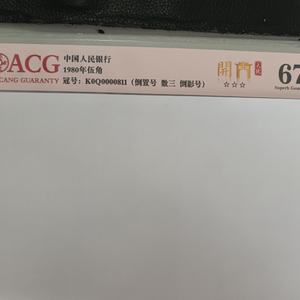 ACG
CANG GUARANTY
中国人民银行
1980年伍角
冠号: K0Q0000811 (倒置号 数三 倒影号)
開門
☆☆☆
67
Superb Gem